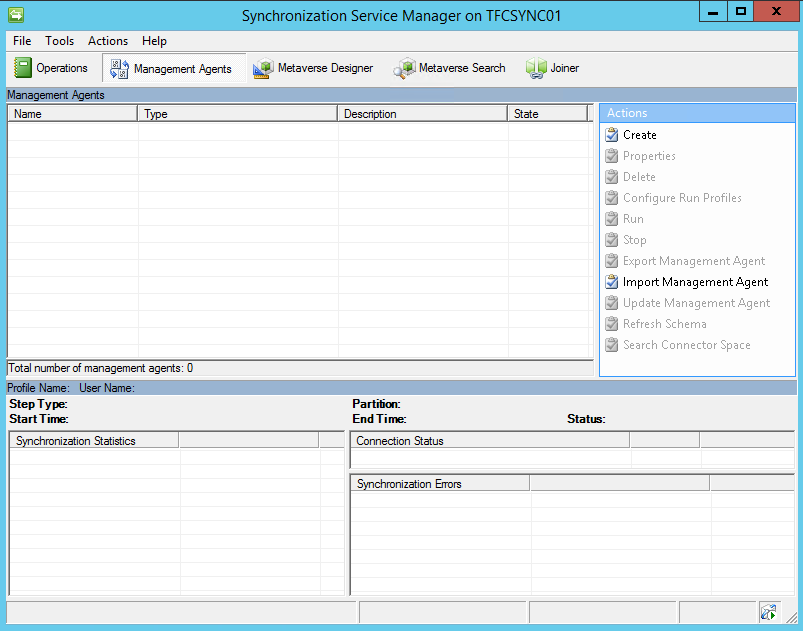 Synchronization Service Manager on TFCSYNC01
File Tools Actions Help
Operations Management Agents Metaverse Designer Metaverse Search Joiner
Management Agents
Name Type Description State
Actions
Create
Properties
Delete
Configure Run Profiles
Run
Stop
Export Management Agent
Import Management Agent
Update Management Agent
Refresh Schema
Search Connector Space
Total number of management agents: 0
Profile Name: User Name:
Step Type: Partition:
Start Time: End Time: Status:
Synchronization Statistics
Connection Status
Synchronization Errors